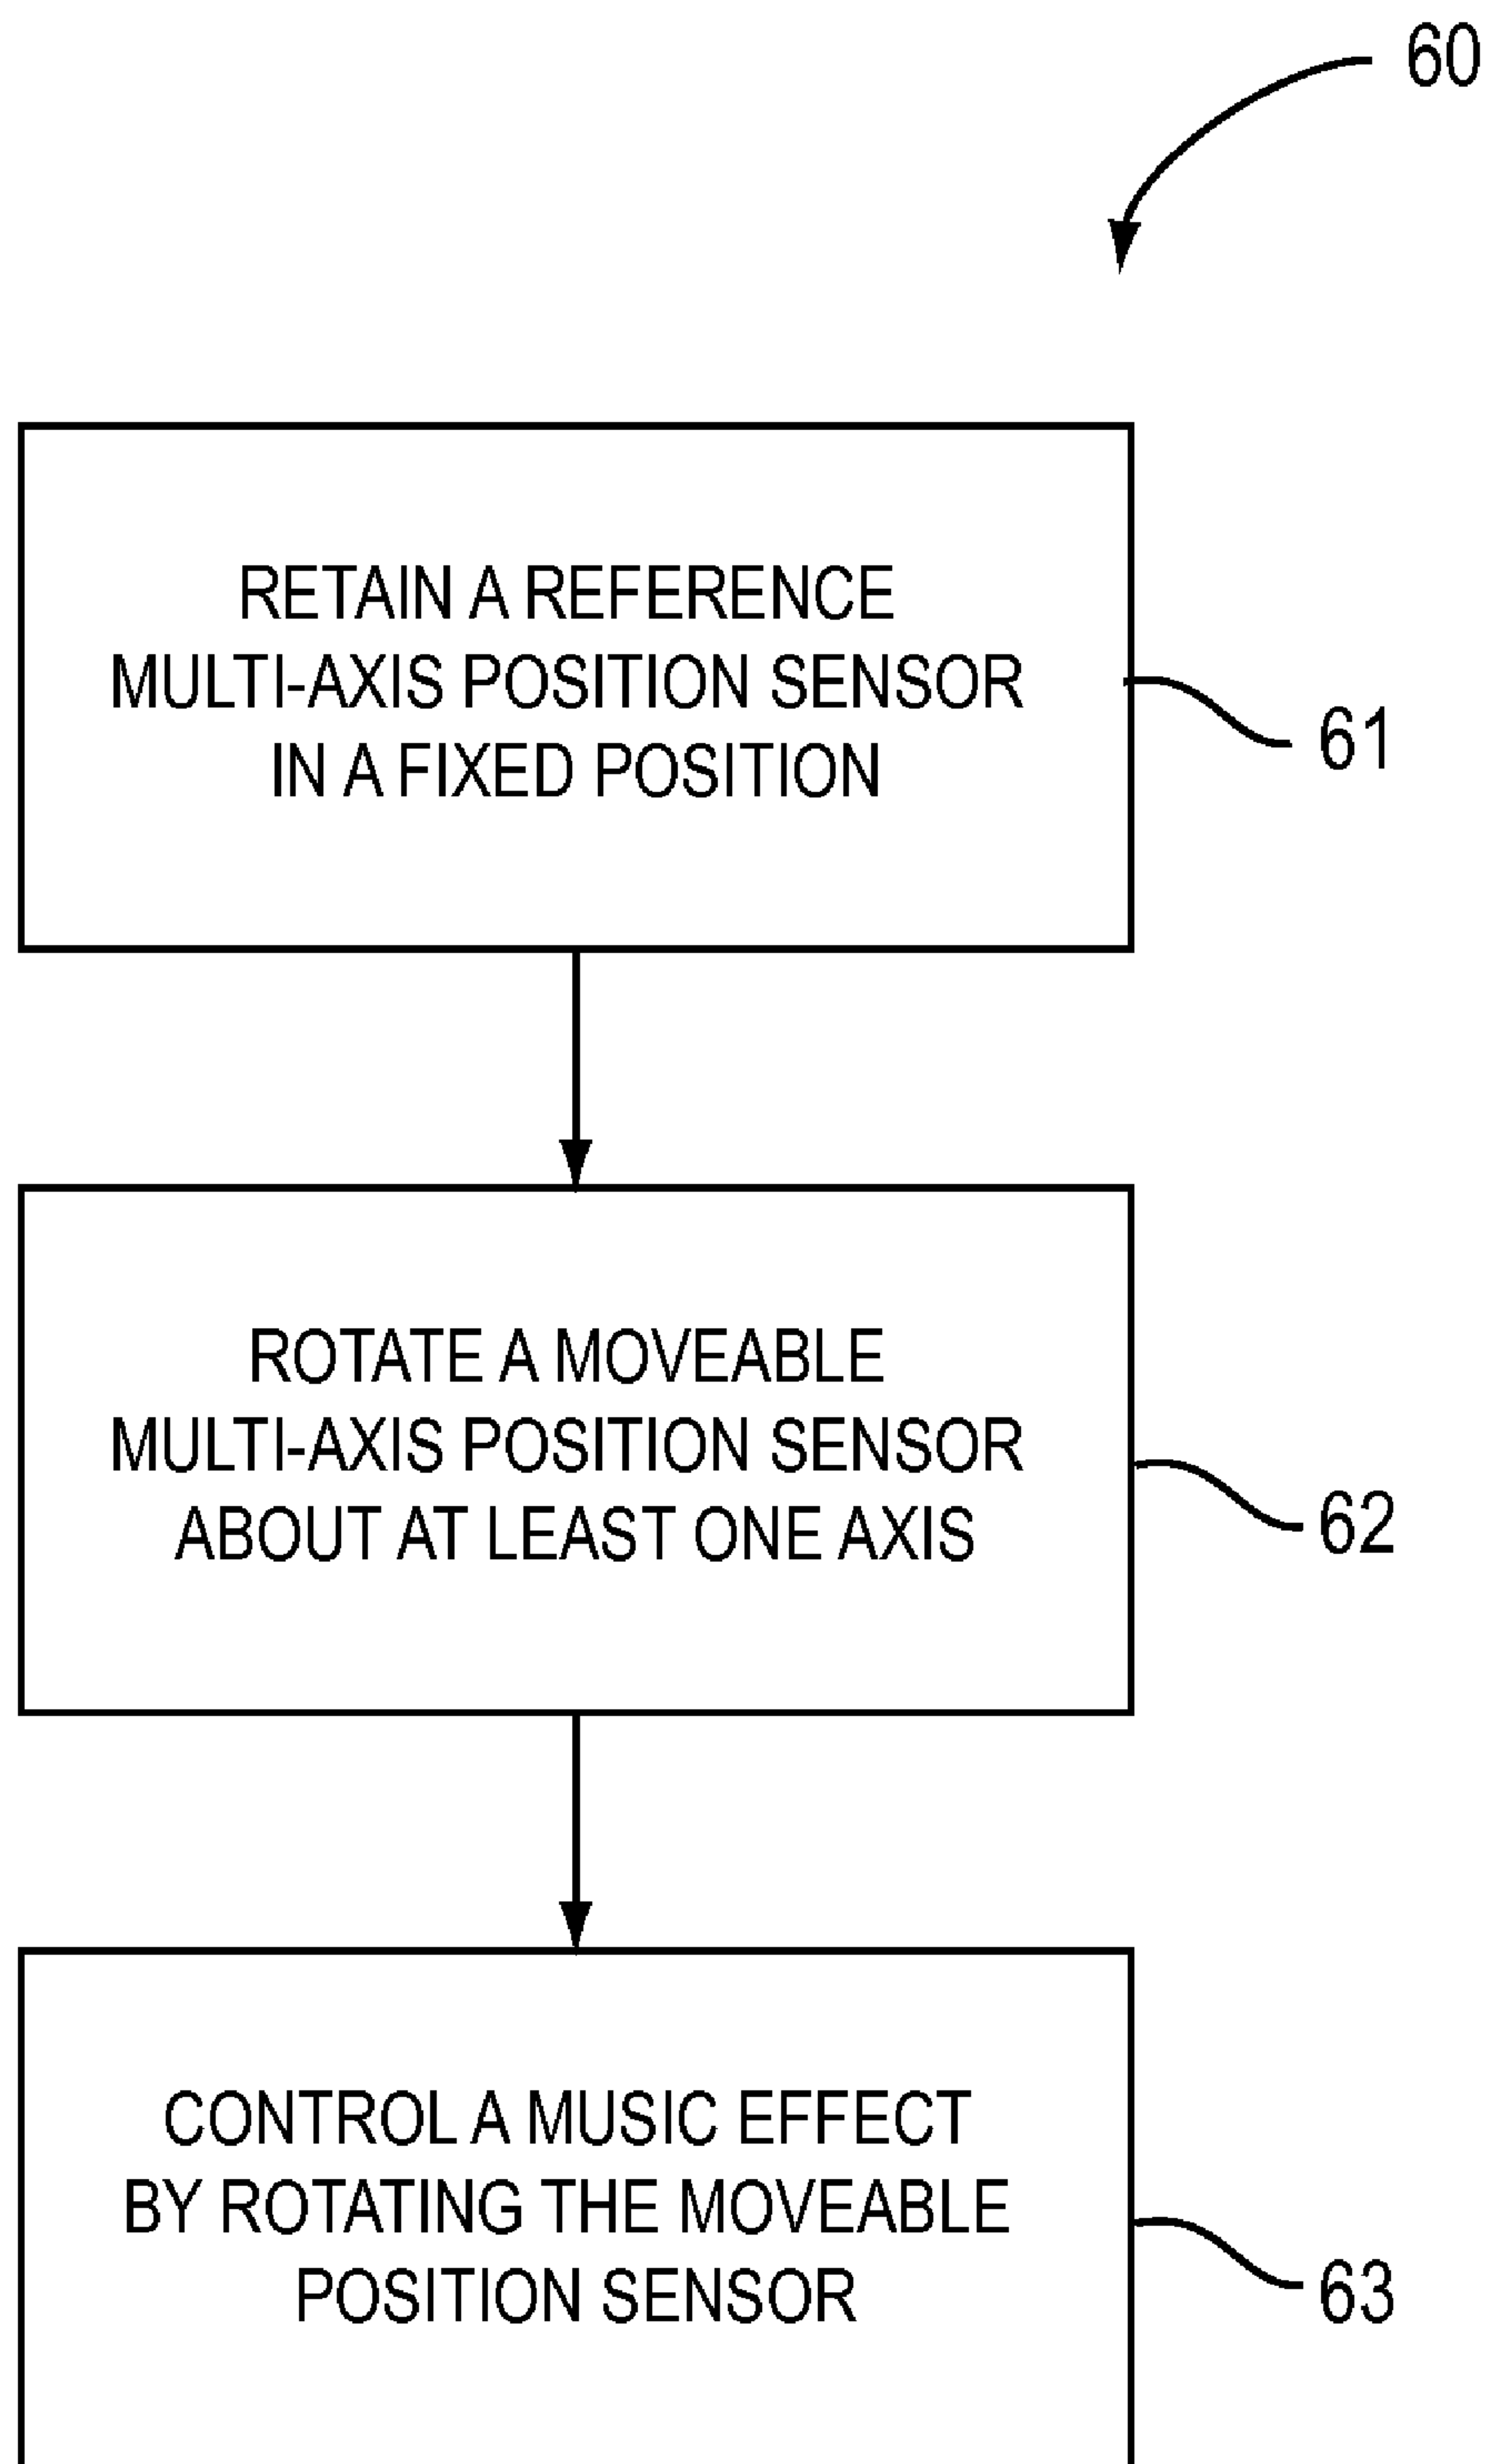 60
RETAIN A REFERENCE
MULTI-AXIS POSITION SENSOR
IN A FIXED POSITION
61
ROTATE A MOVEABLE
MULTI-AXIS POSITION SENSOR
ABOUT AT LEAST ONE AXIS
62
CONTROL A MUSIC EFFECT
BY ROTATING THE MOVEABLE
POSITION SENSOR
63